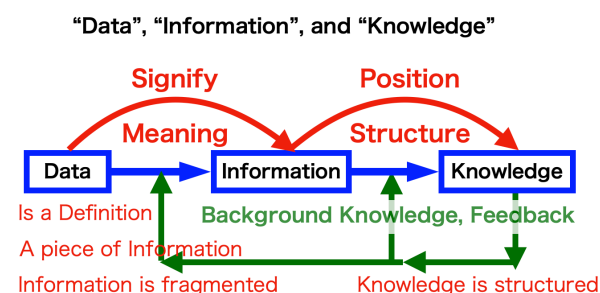 “Data”, “Information”, and “Knowledge”
Signify
Position
Meaning
Structure
Data
Information
Knowledge
Is a Definition
Background Knowledge, Feedback
A piece of Information
Information is fragmented
Knowledge is structured